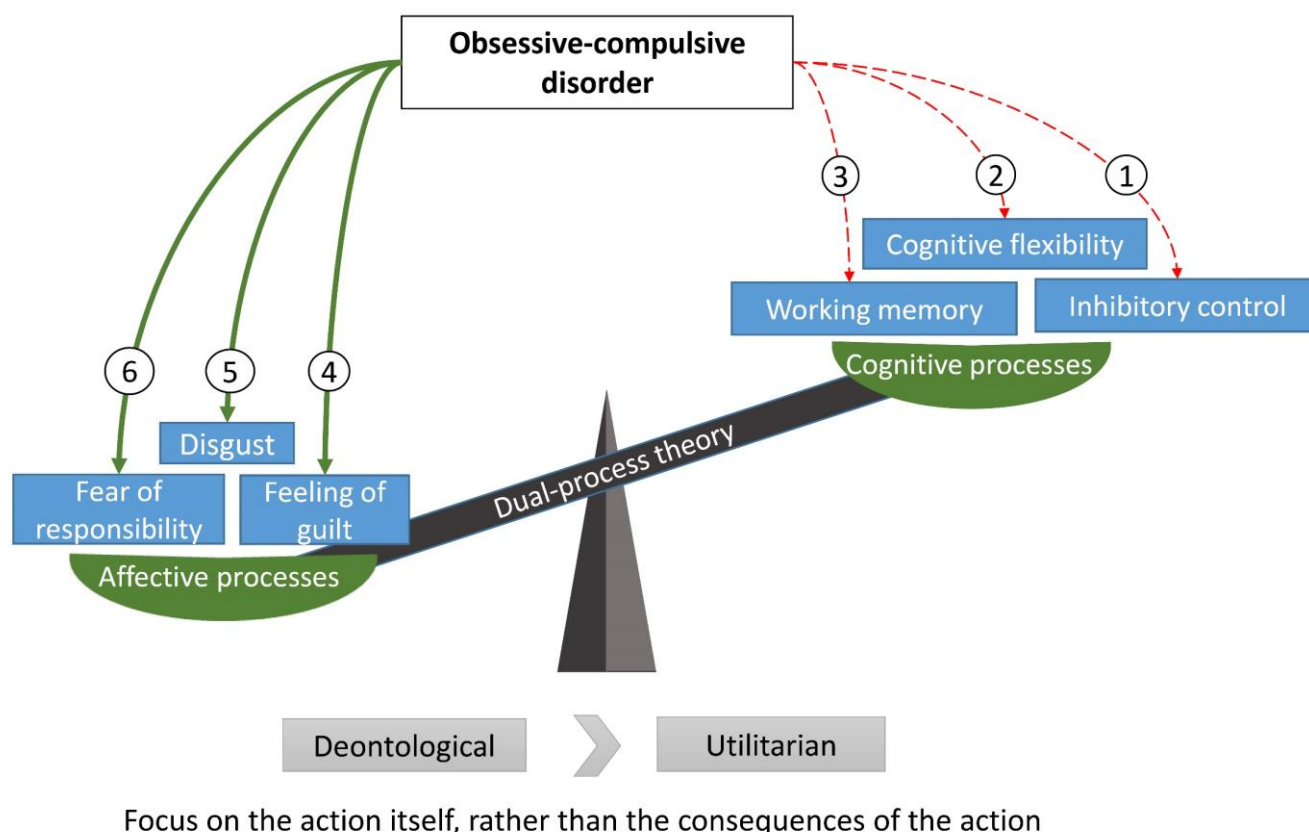 Obsessive-compulsive
disorder
3
2
1
Cognitive flexibility
Working memory
Inhibitory control
Cognitive processes
6
5
4
Disgust
Fear of
responsibility
Feeling of
guilt
Affective processes
Dual-process theory
Deontological
Utilitarian
Focus on the action itself, rather than the consequences of the action